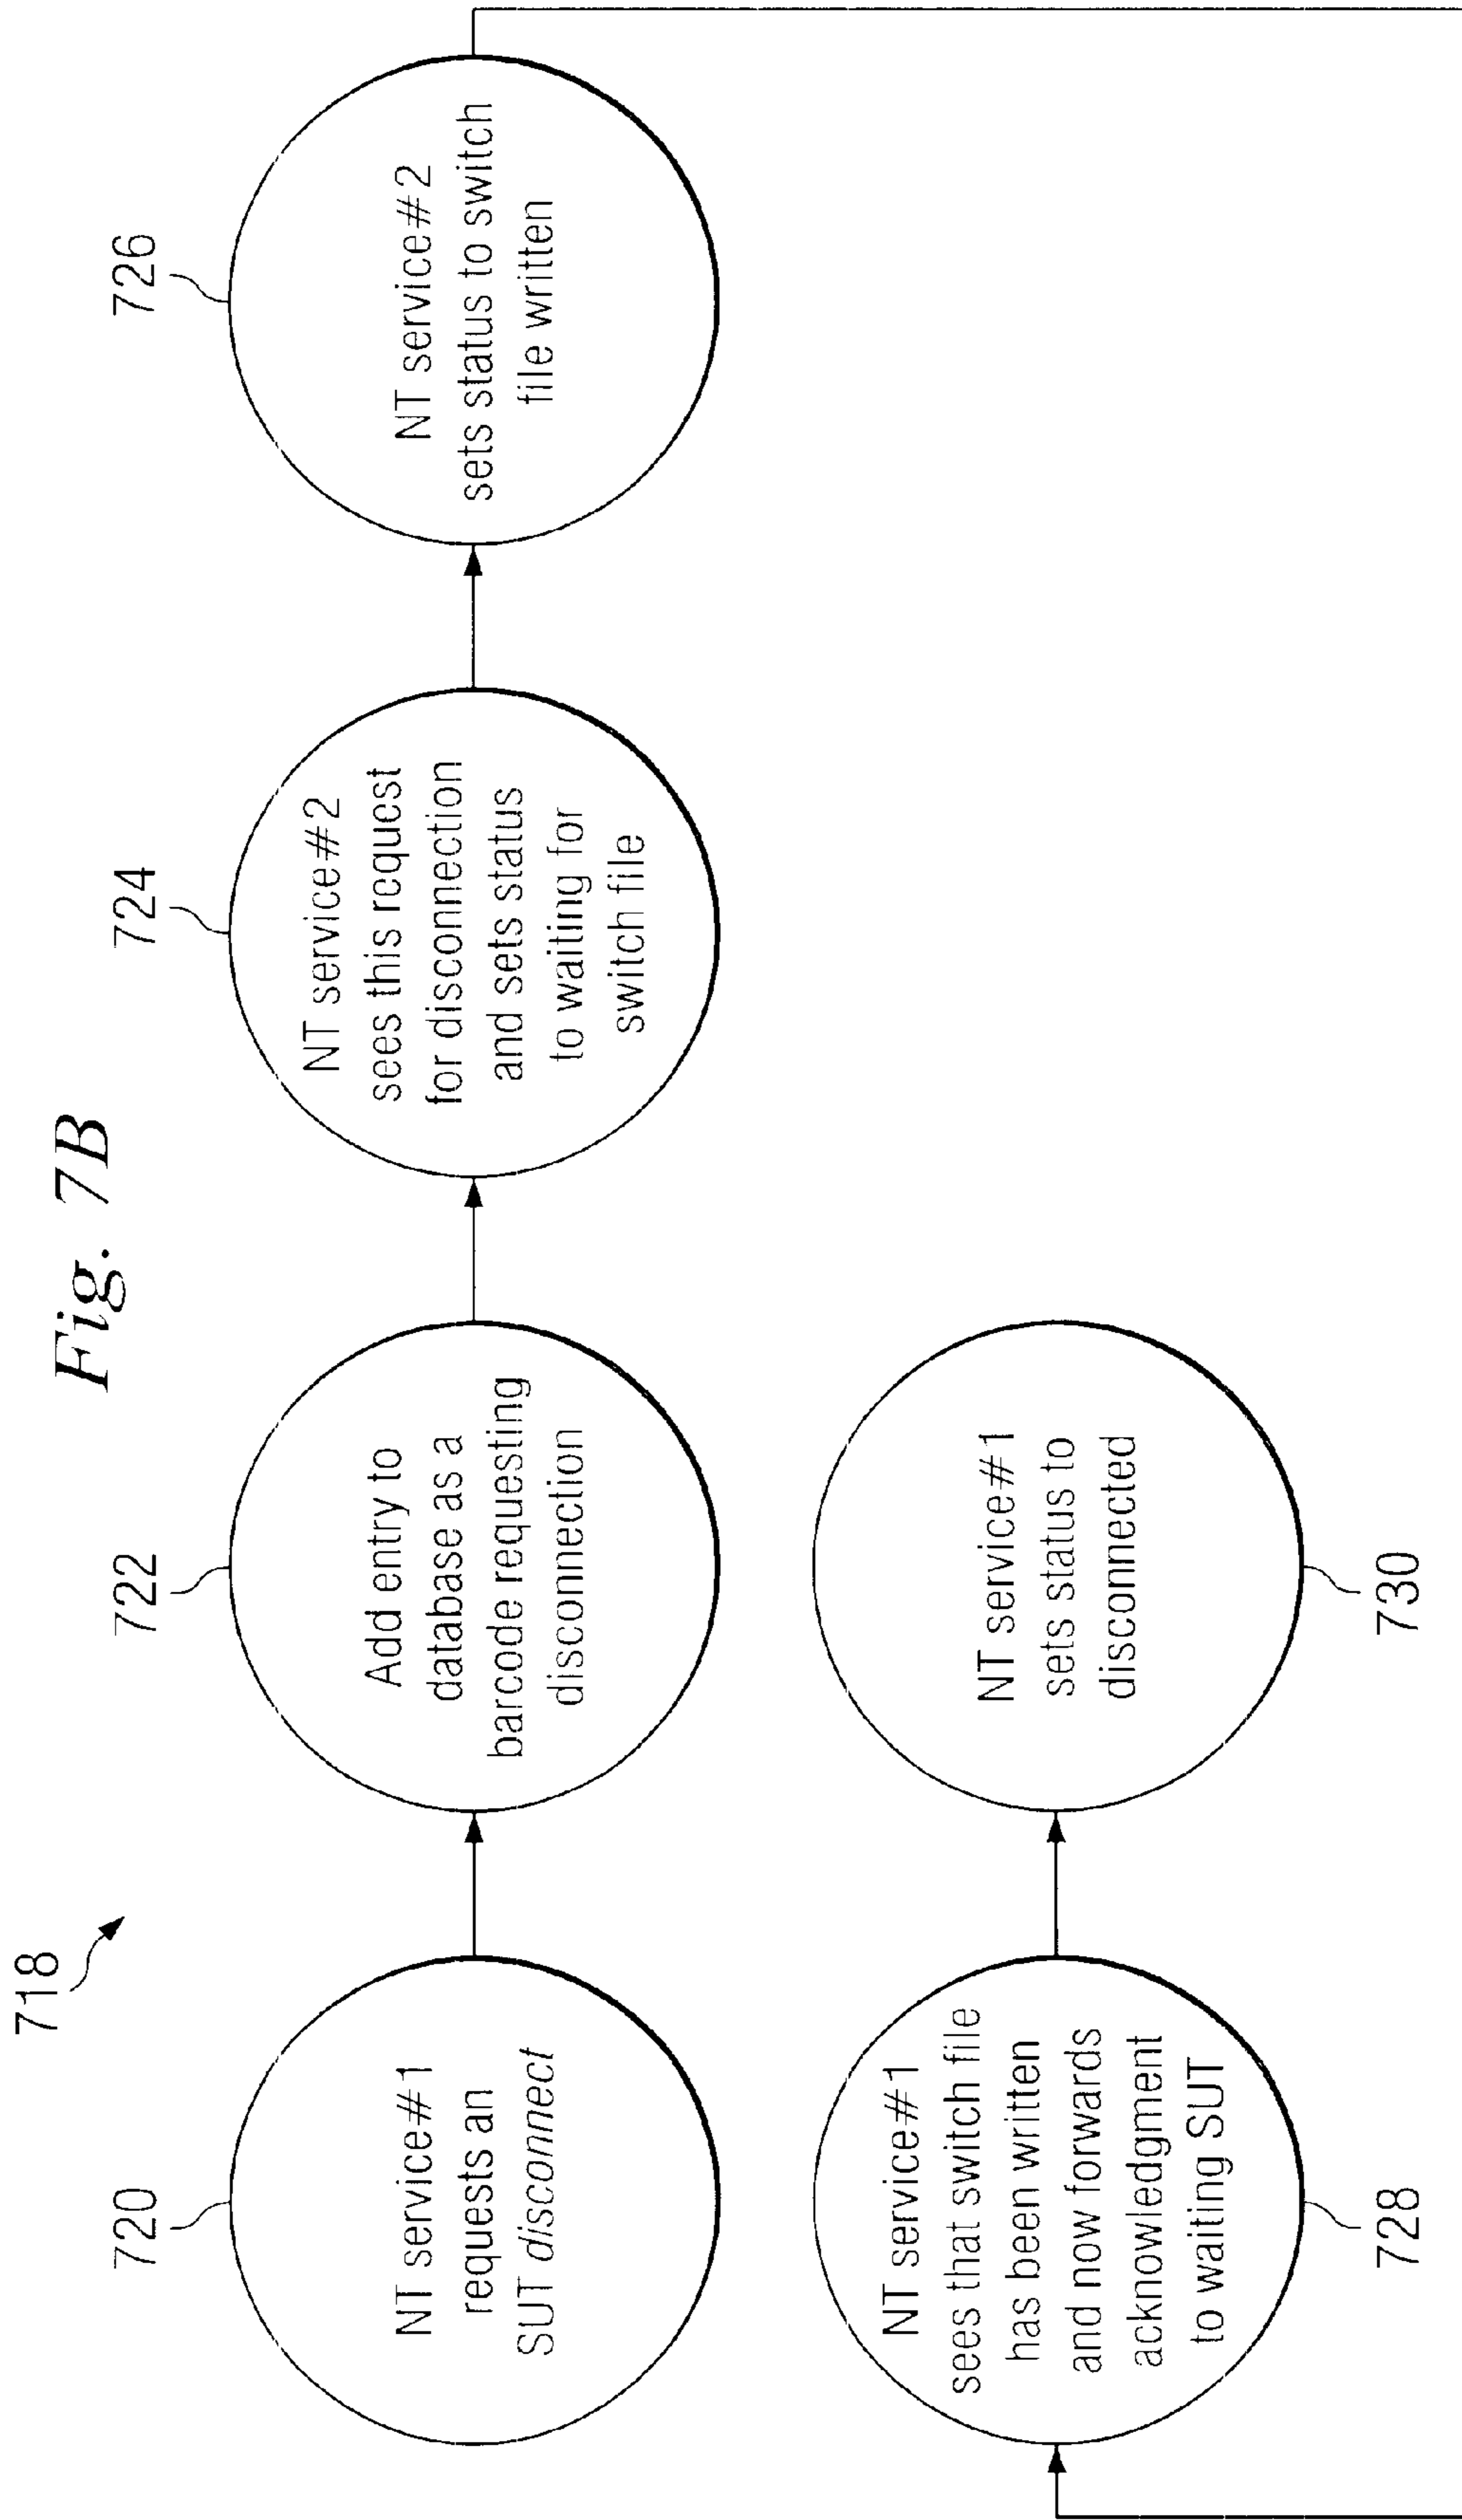 Fig. 7B
718
720
NT service#1
requests an
SUT disconnect
722
Add entry to
database as a
barcode requesting
disconnection
724
NT service#2
sees this request
for disconnection
and sets status
to waiting for
switch file
726
NT service#2
sets status to switch
file written
NT service#1
sees that switch file
has been written
and now forwards
acknowledgment
to waiting SUT
728
NT service#1
sets status to
disconnected
730